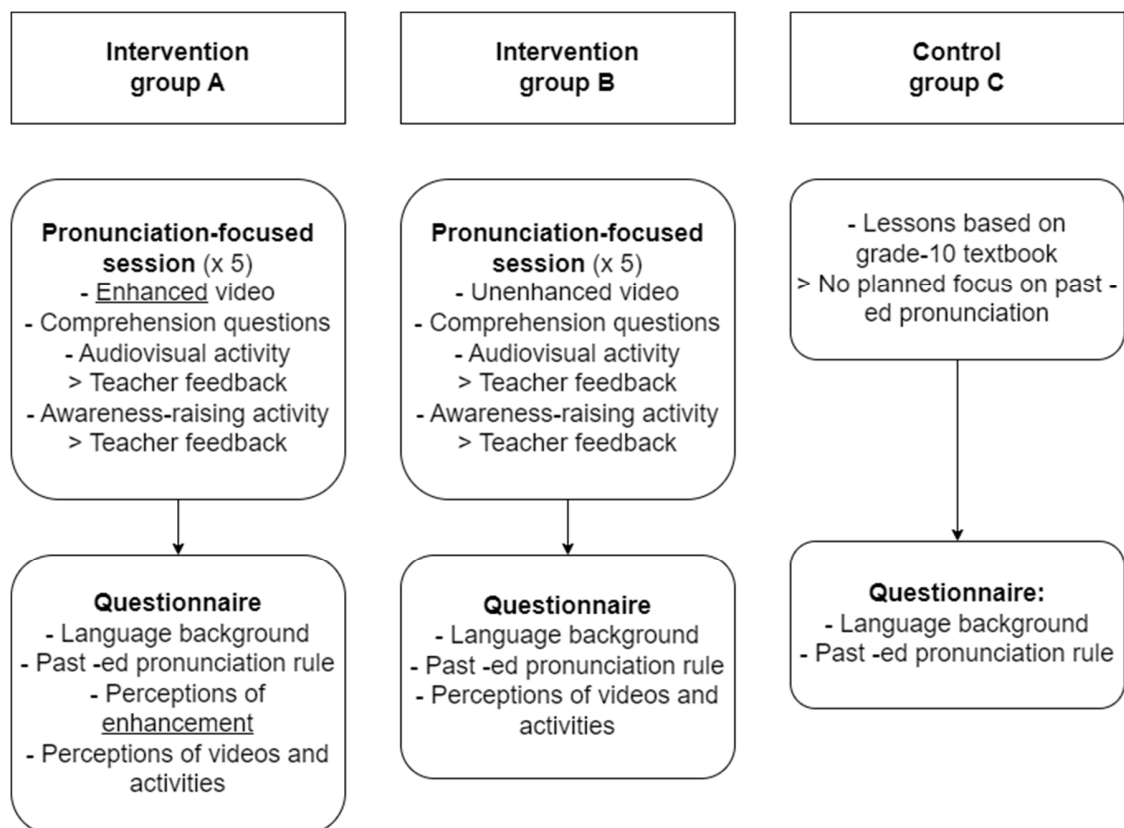 Intervention
group A
Intervention
group B
Control
group C
Pronunciation-focused
session (x 5)
- Enhanced video
- Comprehension questions
- Audiovisual activity
> Teacher feedback
- Awareness-raising activity
> Teacher feedback
Pronunciation-focused
session (x 5)
- Unenhanced video
- Comprehension questions
- Audiovisual activity
> Teacher feedback
- Awareness-raising activity
> Teacher feedback
- Lessons based on
grade-10 textbook
> No planned focus on past -
ed pronunciation
Questionnaire
- Language background
- Past -ed pronunciation rule
- Perceptions of
enhancement
- Perceptions of videos and
activities
Questionnaire
- Language background
- Past -ed pronunciation rule
- Perceptions of videos and
activities
Questionnaire:
- Language background
- Past -ed pronunciation rule